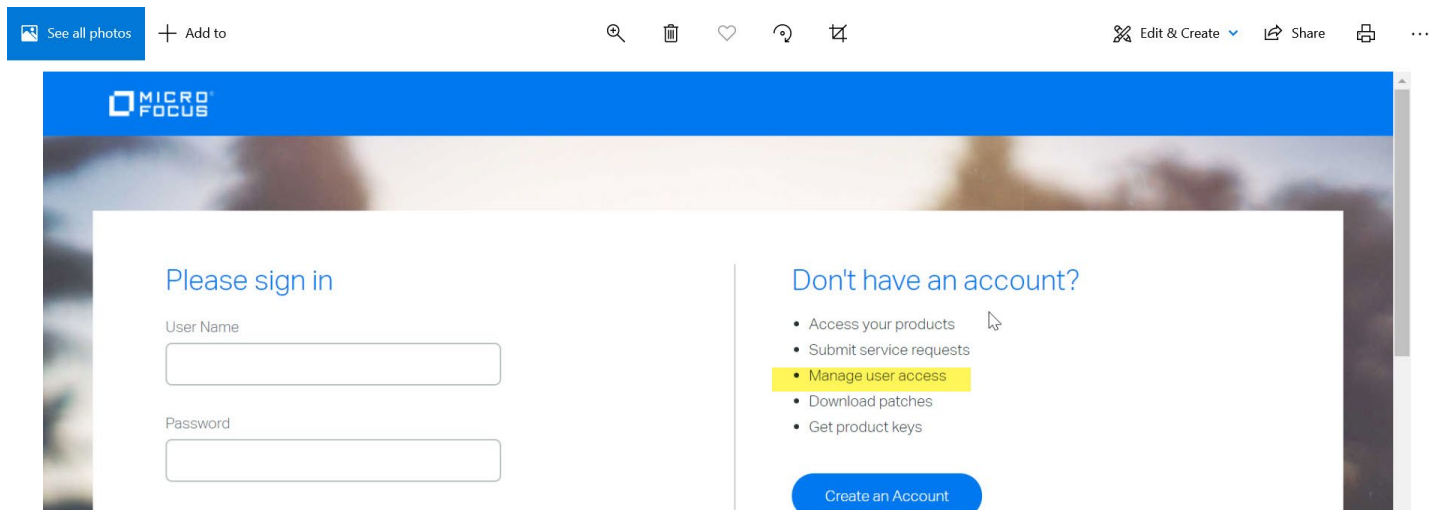 See all photos
Add to
Edit & Create
Share
MICRO®
FOCUS
Please sign in
User Name
Password
Don't have an account?
• Access your products
• Submit service requests
• Manage user access
• Download patches
• Get product keys
Create an Account